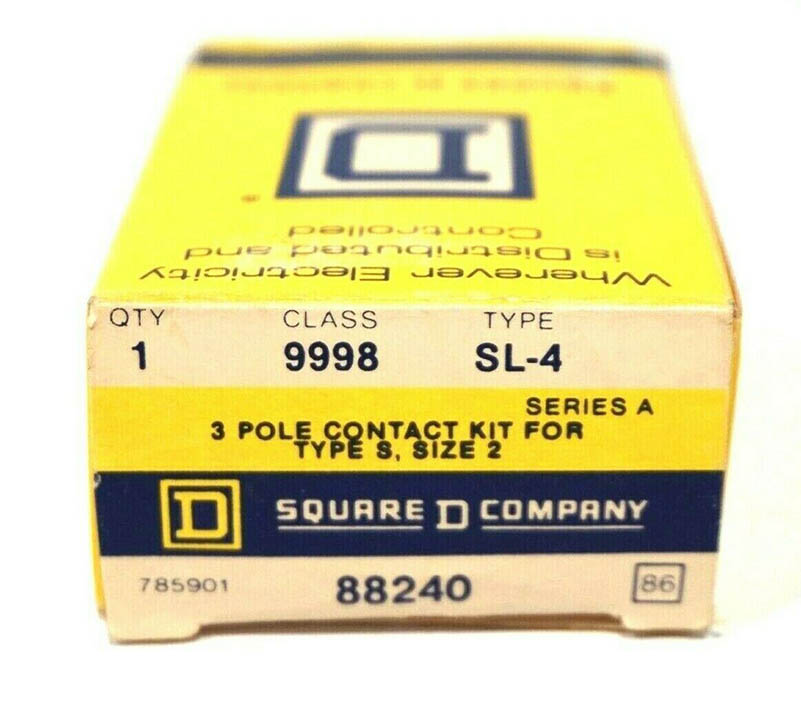 D
Wherever Electricity
is Distributed and
Controlled
QTY CLASS TYPE
1 9998 SL-4
SERIES A
3 POLE CONTACT KIT FOR
TYPE S, SIZE 2
D SQUARE D COMPANY
785901 88240 86